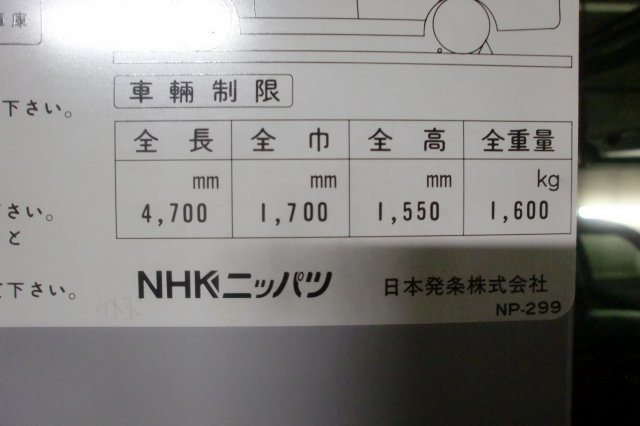 庫
下さい。
車輛制限
全長 全巾 全高 全重量
mm mm mm kg
4,700 1,700 1,550 1,600
さい。
と
下さい。
NHKニッパツ 日本発条株式会社
NP-299